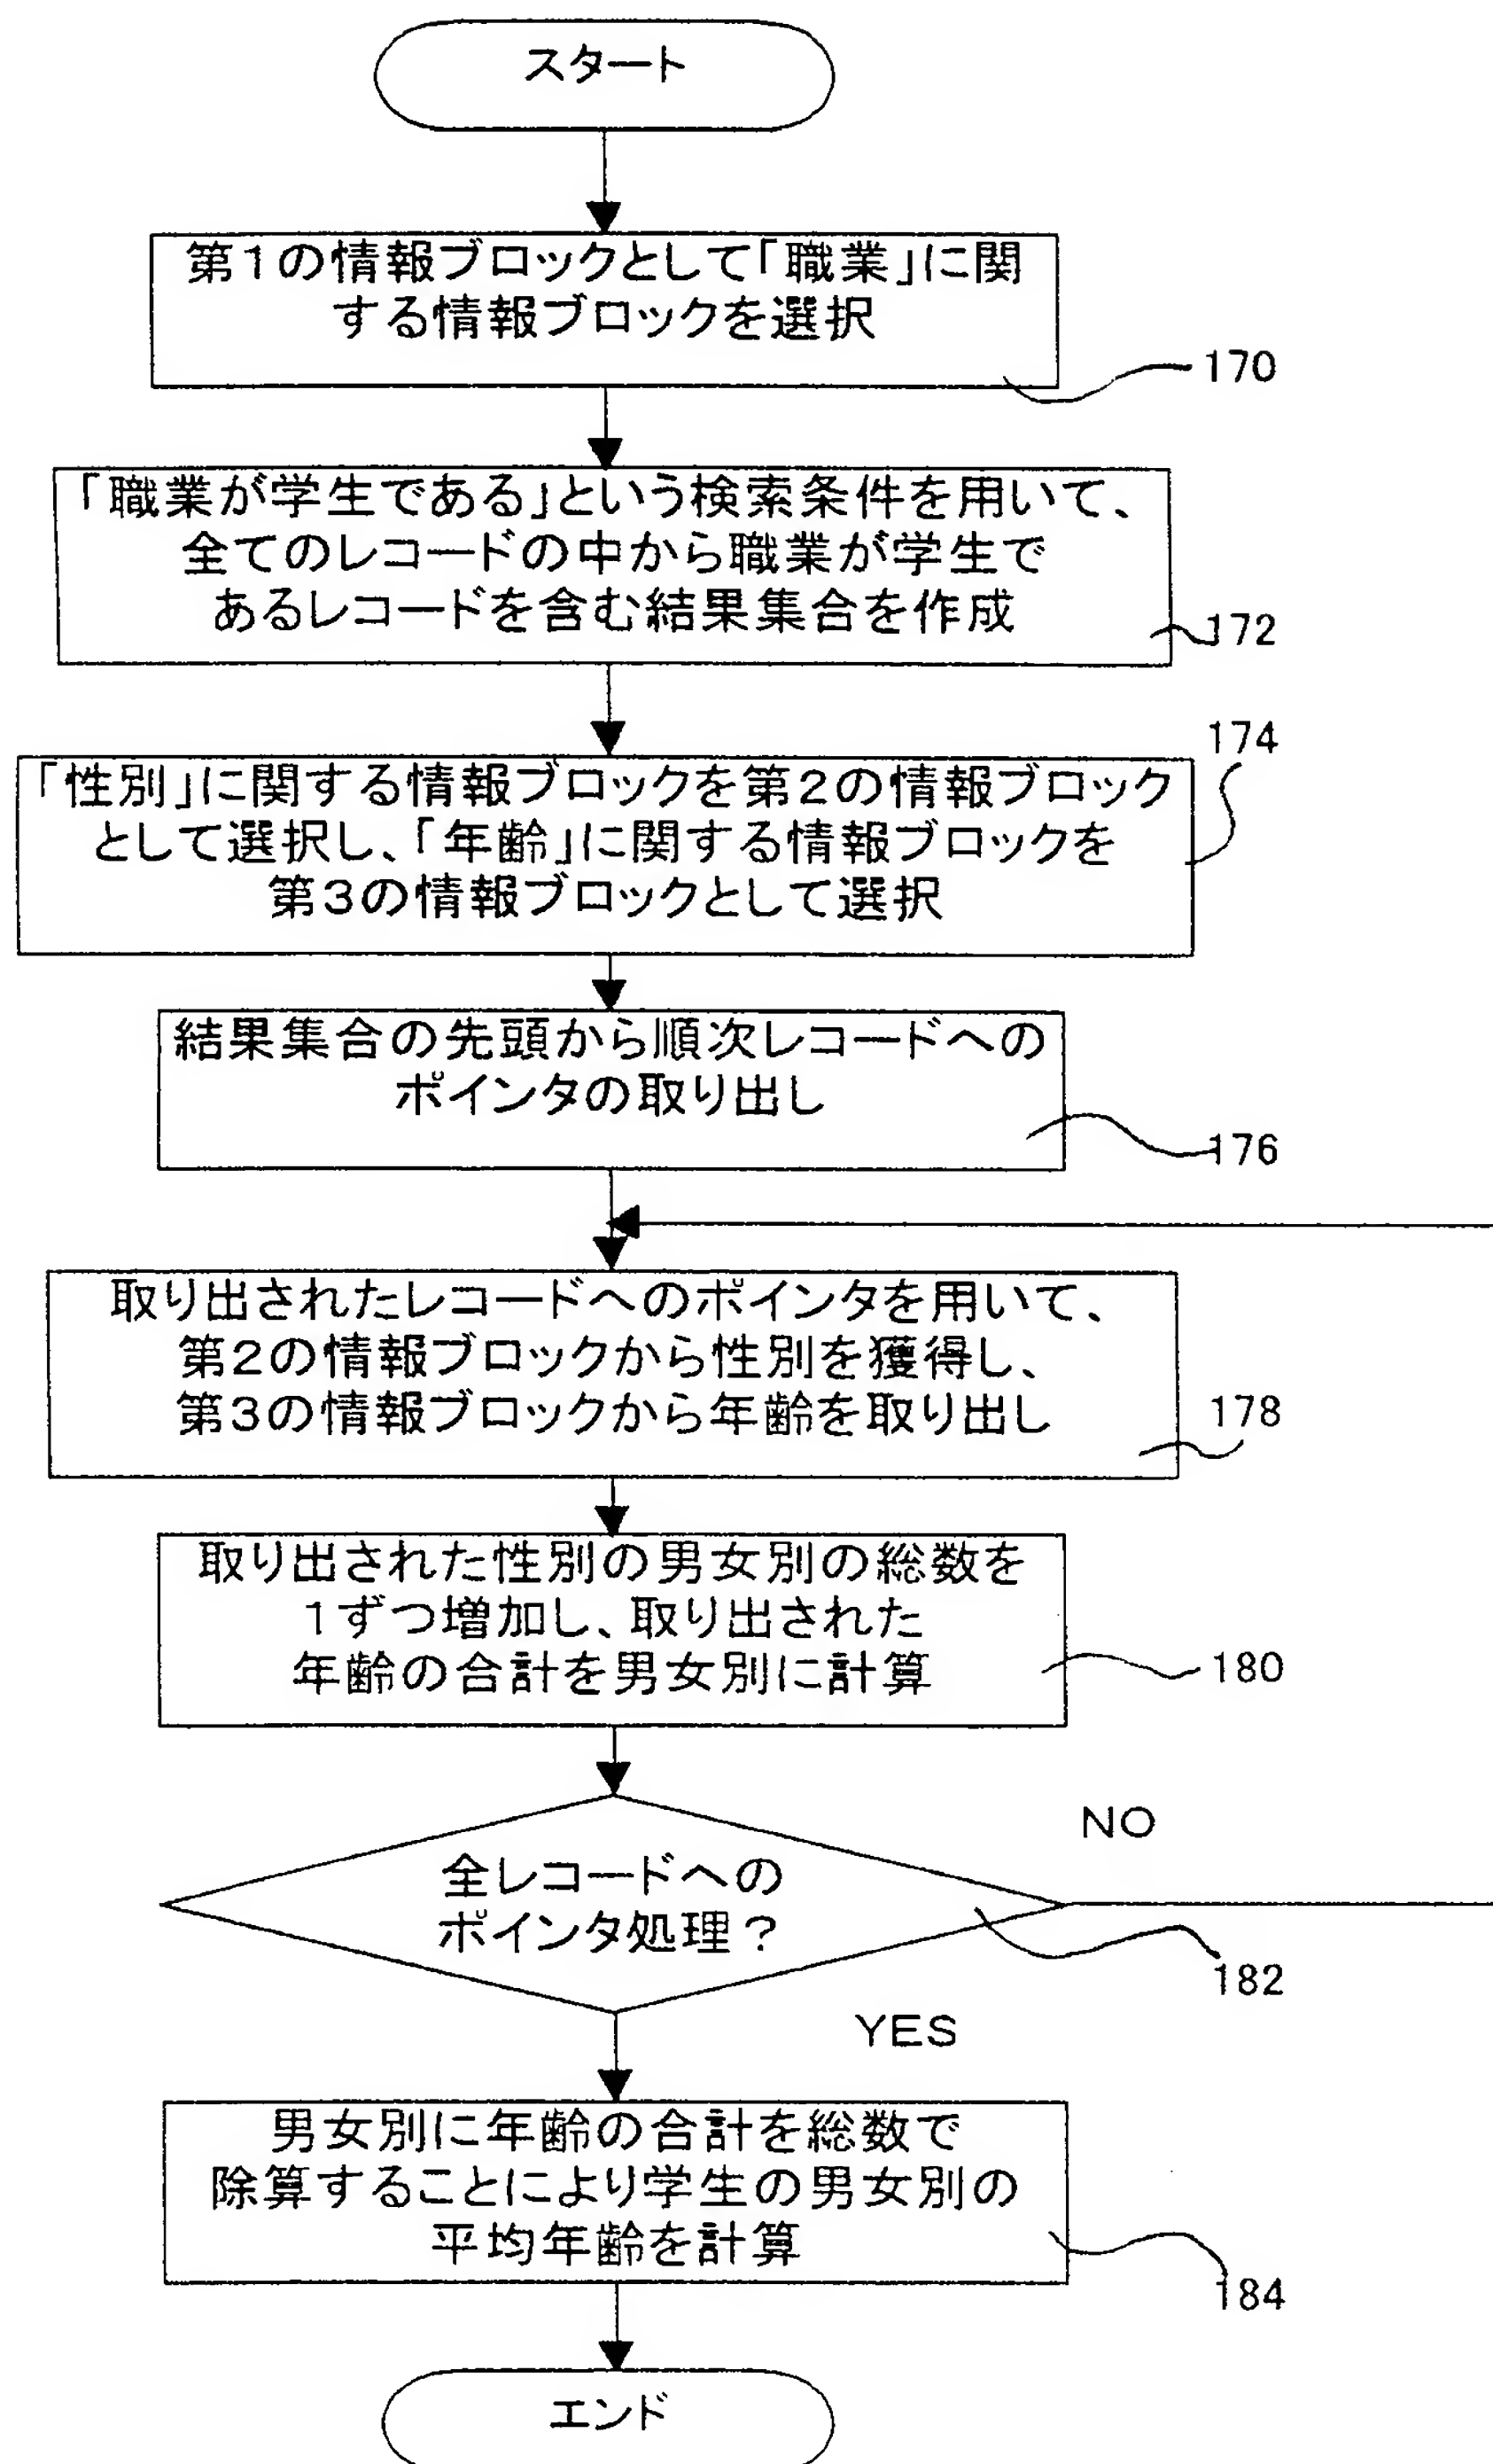 スタート
第1の情報ブロックとして「職業」に関
する情報ブロックを選択
170
「職業が学生である」という検索条件を用いて、
全てのレコードの中から職業が学生で
あるレコードを含む結果集合を作成
172
174
「性別」に関する情報ブロックを第2の情報ブロック
として選択し、「年齢」に関する情報ブロックを
第3の情報ブロックとして選択
結果集合の先頭から順次レコードへの
ポインタの取り出し
176
取り出されたレコードへのポインタを用いて、
第2の情報ブロックから性別を獲得し、
第3の情報ブロックから年齢を取り出し
178
取り出された性別の男女別の総数を
1ずつ増加し、取り出された
年齢の合計を男女別に計算
180
NO
全レコードへの
ポインタ処理?
182
YES
男女別に年齢の合計を総数で
除算することにより学生の男女別の
平均年齢を計算
184
エンド